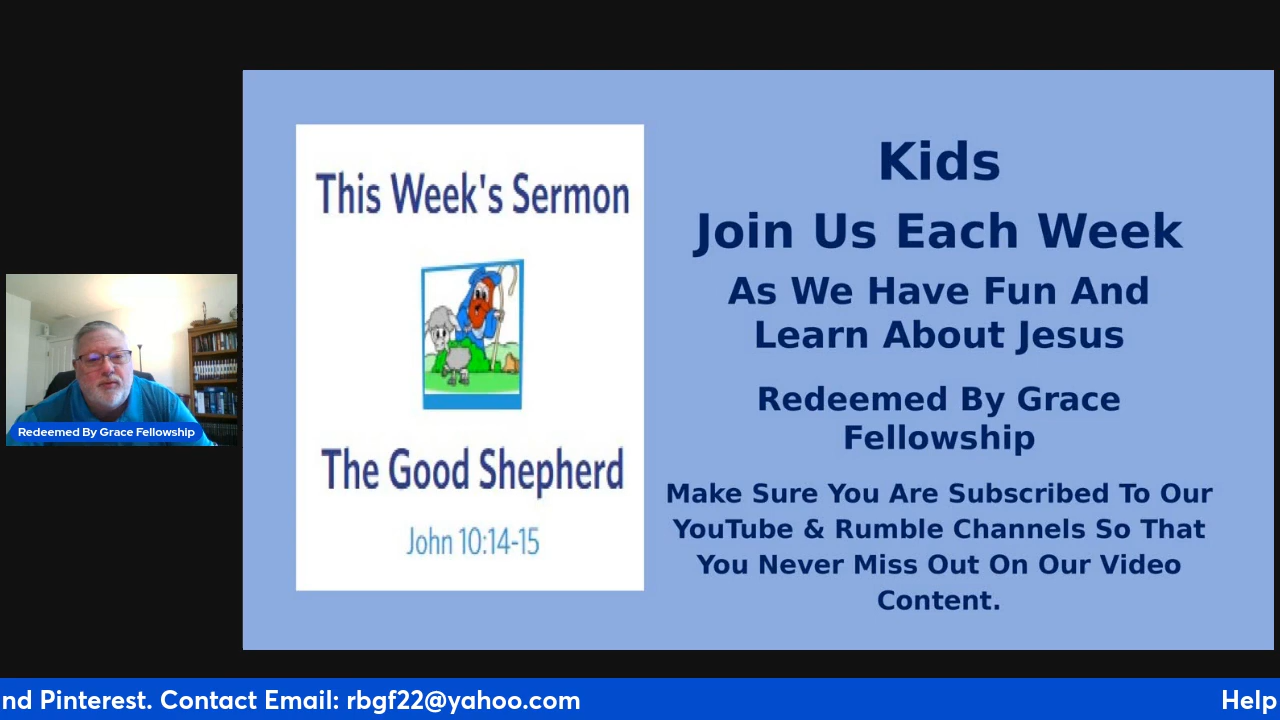 This Week's Sermon
The Good Shepherd
John 10:14-15
Kids
Join Us Each Week
As We Have Fun And
Learn About Jesus
Redeemed By Grace
Fellowship
Make Sure You Are Subscribed To Our
YouTube & Rumble Channels So That
You Never Miss Out On Our Video
Content.
Redeemed By Grace Fellowship
nd Pinterest. Contact Email: rbgf22@yahoo.com
Help